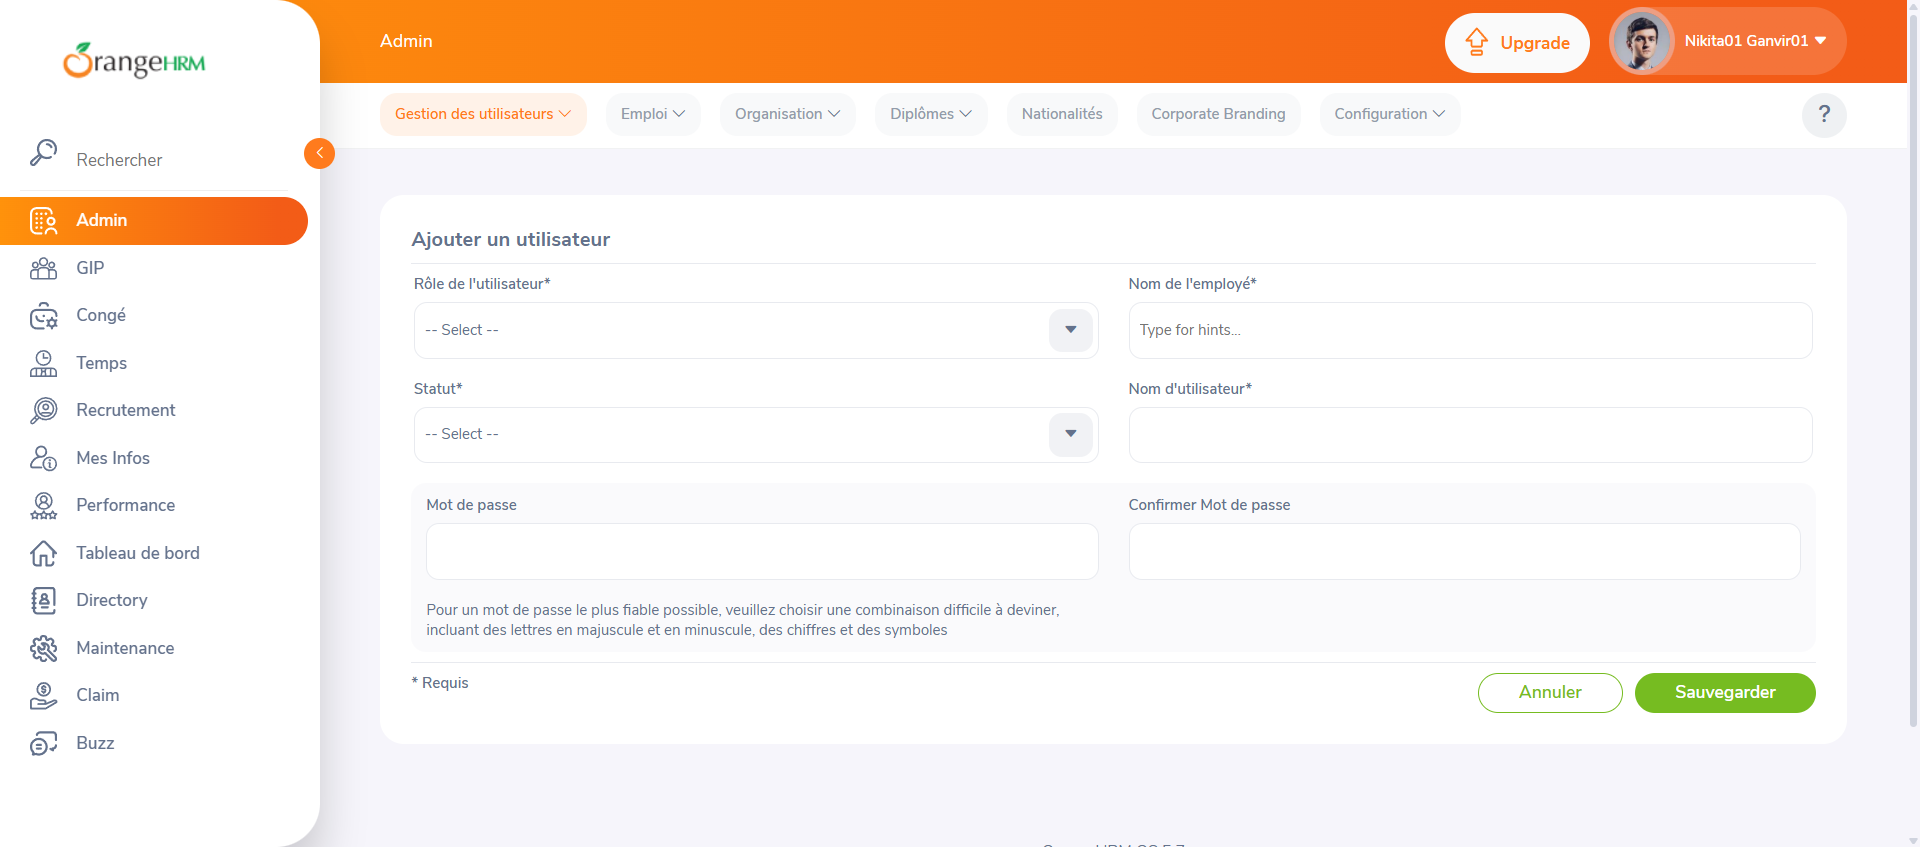 OrangeHRM
Admin
Upgrade
Nikita01 Ganvir01
Gestion des utilisateurs
Emploi
Organisation
Diplômes
Nationalités
Corporate Branding
Configuration
?
Rechercher
Admin
GIP
Congé
Temps
Recrutement
Mes Infos
Performance
Tableau de bord
Directory
Maintenance
Claim
Buzz
Ajouter un utilisateur
Rôle de l'utilisateur*
Nom de l'employé*
-- Select --
Type for hints...
Statut*
Nom d'utilisateur*
-- Select --
Mot de passe
Confirmer Mot de passe
Pour un mot de passe le plus fiable possible, veuillez choisir une combinaison difficile à deviner,
incluant des lettres en majuscule et en minuscule, des chiffres et des symboles
* Requis
Annuler
Sauvegarder